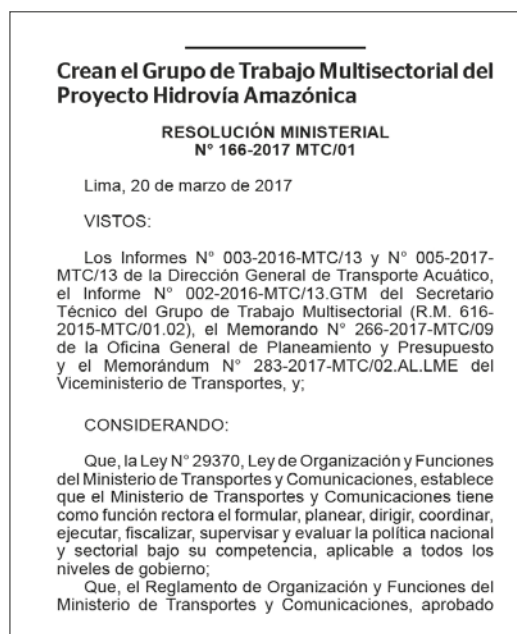 Crean el Grupo de Trabajo Multisectorial del
Proyecto Hidrovía Amazónica
RESOLUCIÓN MINISTERIAL
N° 166-2017 MTC/01
Lima, 20 de marzo de 2017
VISTOS:
Los Informes N° 003-2016-MTC/13 y N° 005-2017-
MTC/13 de la Dirección General de Transporte Acuático,
el Informe N° 002-2016-MTC/13.GTM del Secretario
Técnico del Grupo de Trabajo Multisectorial (R.M. 616-
2015-MTC/01.02), el Memorando N° 266-2017-MTC/09
de la Oficina General de Planeamiento y Presupuesto
y el Memorándum N° 283-2017-MTC/02.AL.LME del
Viceministerio de Transportes, y;
CONSIDERANDO:
Que, la Ley N° 29370, Ley de Organización y Funciones
del Ministerio de Transportes y Comunicaciones, establece
que el Ministerio de Transportes y Comunicaciones tiene
como función rectora el formular, planear, dirigir, coordinar,
ejecutar, fiscalizar, supervisar y evaluar la política nacional
y sectorial bajo su competencia, aplicable a todos los
niveles de gobierno;
Que, el Reglamento de Organización y Funciones del
Ministerio de Transportes y Comunicaciones, aprobado